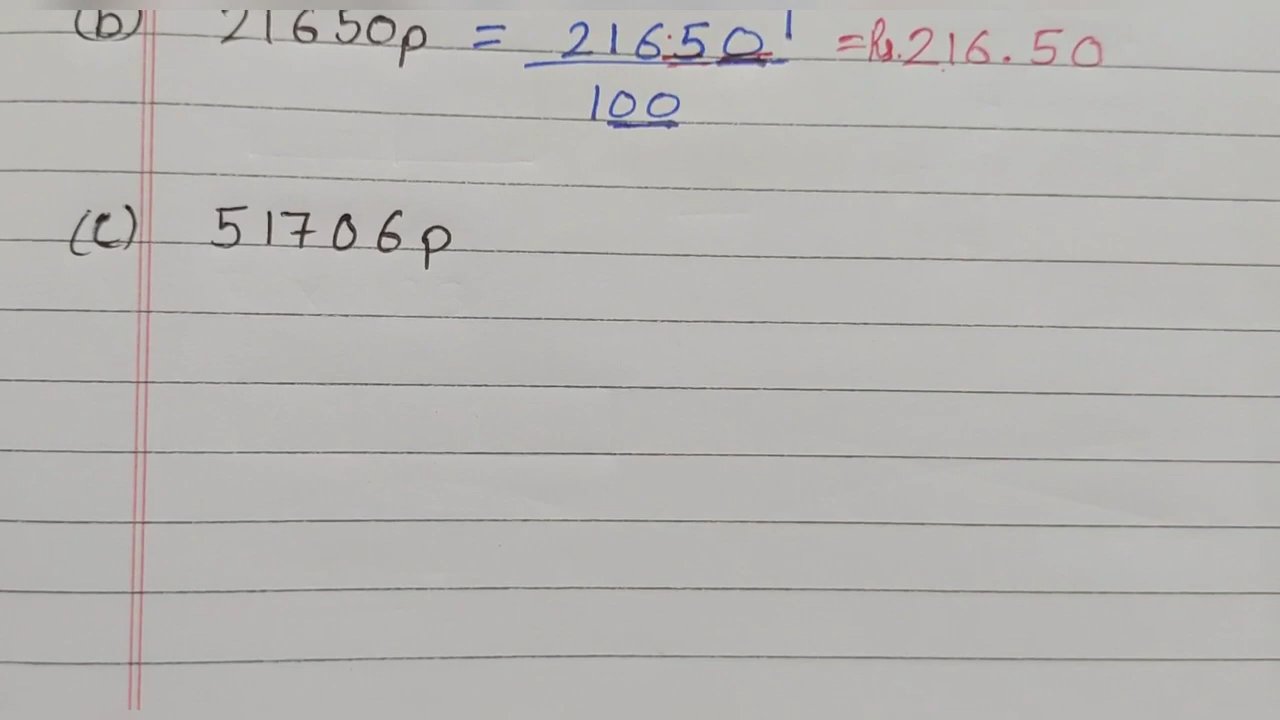 (b) 21650p = 216.50 / 100 = Rs.216.50
(c) 51706p